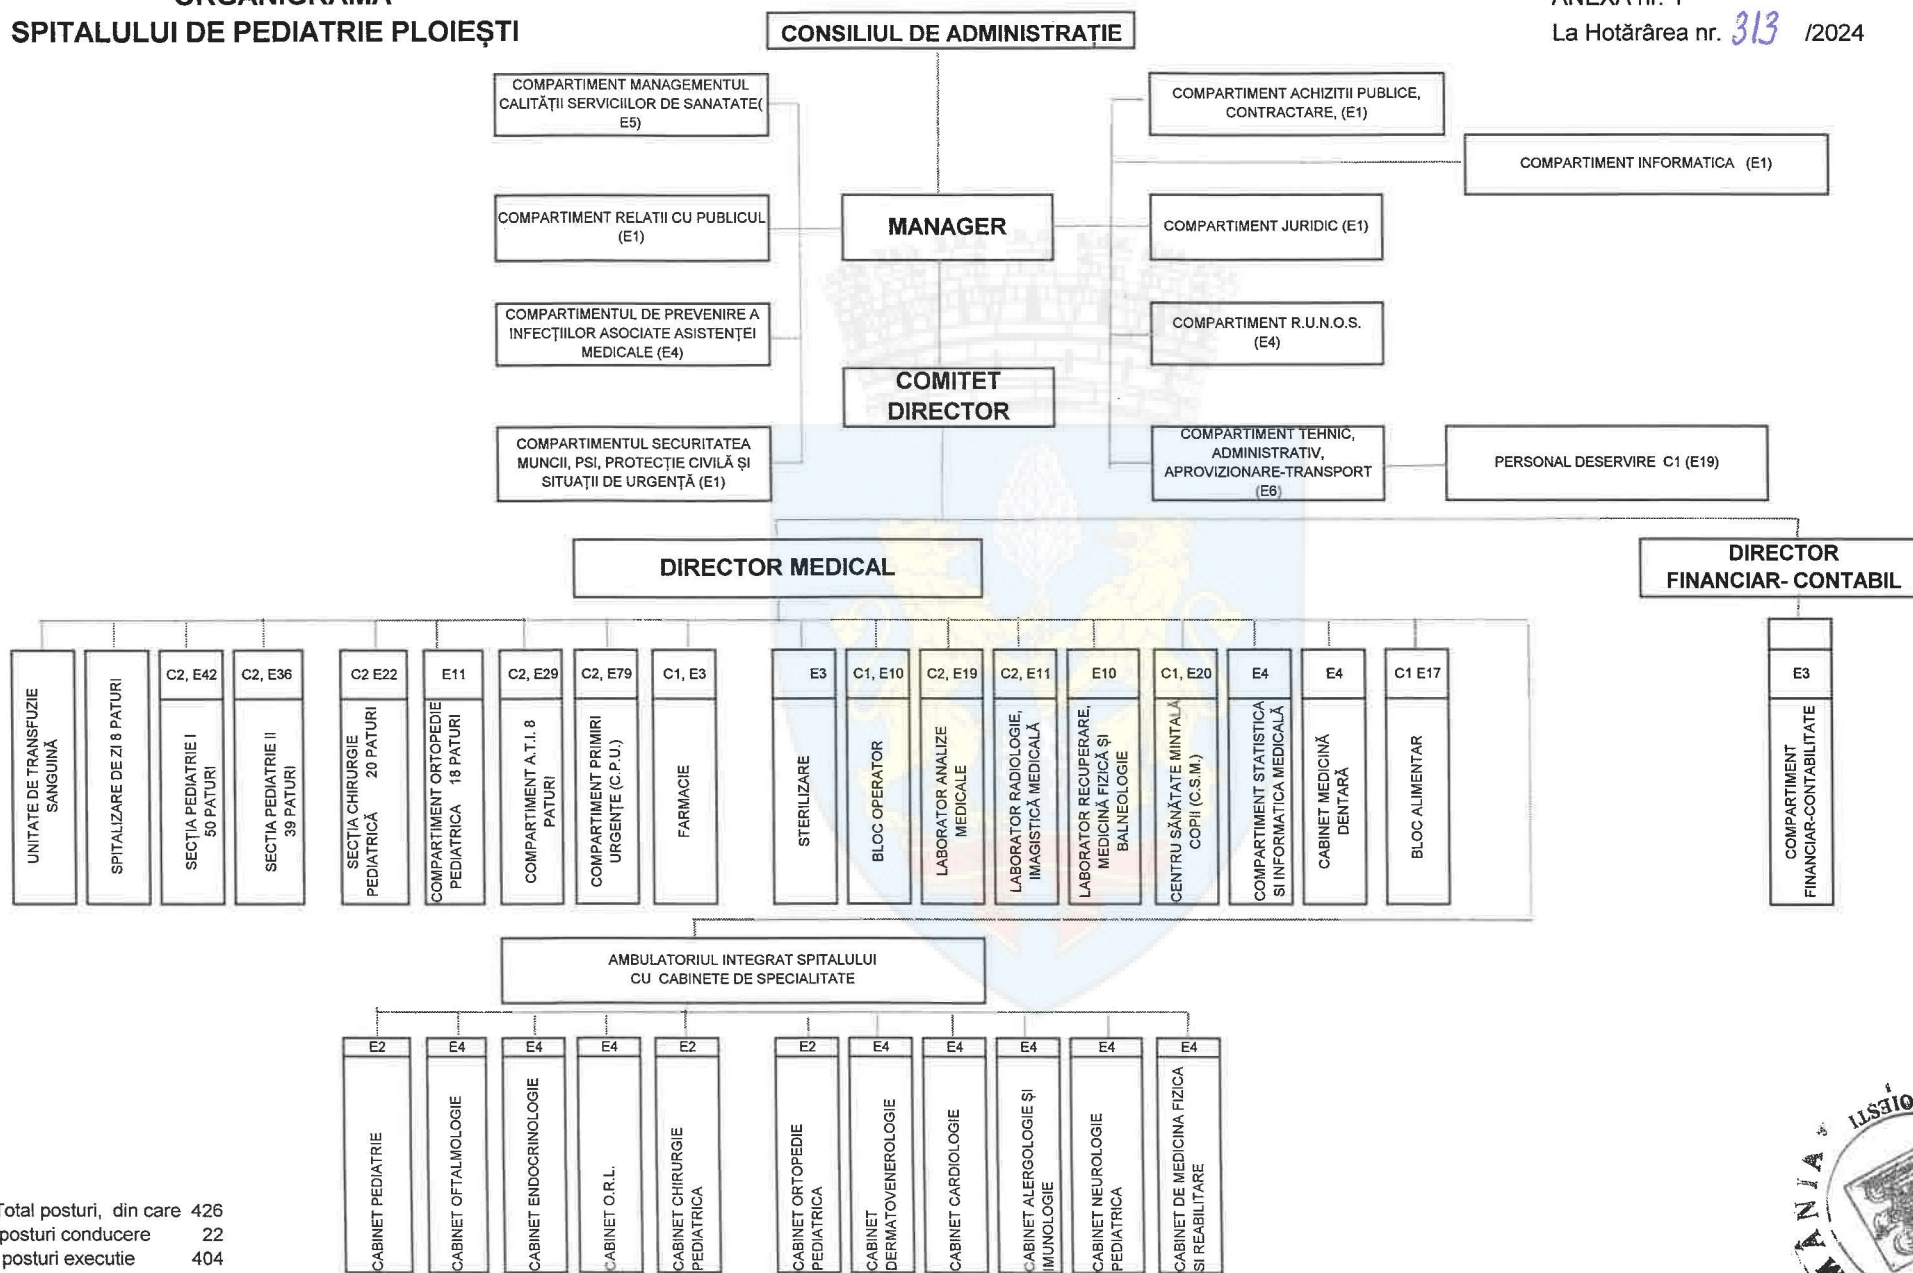 SPITALULUI DE PEDIATRIE PLOIEȘTI
CONSILIUL DE ADMINISTRAȚIE
La Hotărârea nr. 313 /2024
COMPARTIMENT MANAGEMENTUL
CALITĂȚII SERVICIILOR DE SANATATE(
E5)
COMPARTIMENT ACHIZITII PUBLICE,
CONTRACTARE, (E1)
COMPARTIMENT INFORMATICA (E1)
COMPARTIMENT RELATII CU PUBLICUL
(E1)
MANAGER
COMPARTIMENT JURIDIC (E1)
COMPARTIMENTUL DE PREVENIRE A
INFECȚIILOR ASOCIATE ASISTENȚEI
MEDICALE (E4)
COMPARTIMENT R.U.N.O.S.
(E4)
COMITET
DIRECTOR
COMPARTIMENTUL SECURITATEA
MUNCII, PSI, PROTECȚIE CIVILĂ ȘI
SITUAȚII DE URGENȚĂ (E1)
COMPARTIMENT TEHNIC,
ADMINISTRATIV,
APROVIZIONARE-TRANSPORT
(E6)
PERSONAL DESERVIRE C1 (E19)
DIRECTOR MEDICAL
DIRECTOR
FINANCIAR- CONTABIL
UNITATE DE TRANSFUZIE
SANGUINĂ
SPITALIZARE DE ZI 8 PATURI
C2, E42
SECȚIA PEDIATRIE I
50 PATURI
C2, E36
SECTIA PEDIATRIE II
39 PATURI
C2 E22
SECȚIA CHIRURGIE
PEDIATRICĂ 20 PATURI
E11
COMPARTIMENT ORTOPEDIE
PEDIATRICA 18 PATURI
C2, E29
COMPARTIMENT A.T.I. 8
PATURI
C2, E79
COMPARTIMENT PRIMIRI
URGENȚE (C.P.U.)
C1, E3
FARMACIE
E3
STERILIZARE
C1, E10
BLOC OPERATOR
C2, E19
LABORATOR ANALIZE
MEDICALE
C2, E11
LABORATOR RADIOLOGIE,
IMAGISTICĂ MEDICALĂ
E10
LABORATOR RECUPERARE,
MEDICINĂ FIZICĂ ȘI
BALNEOLOGIE
C1, E20
CENTRU SĂNĂTATE MINTALĂ
COPII (C.S.M.)
E4
COMPARTIMENT STATISTICA
SI INFORMATICA MEDICALĂ
E4
CABINET MEDICINĂ
DENTARĂ
C1 E17
BLOC ALIMENTAR
E3
COMPARTIMENT
FINANCIAR-CONTABILITATE
AMBULATORIUL INTEGRAT SPITALULUI
CU CABINETE DE SPECIALITATE
E2
CABINET PEDIATRIE
E4
CABINET OFTALMOLOGIE
E4
CABINET ENDOCRINOLOGIE
E4
CABINET O.R.L.
E2
CABINET CHIRURGIE
PEDIATRICA
E2
CABINET ORTOPEDIE
PEDIATRICA
E4
CABINET
DERMATOVENEROLOGIE
E4
CABINET CARDIOLOGIE
E4
CABINET ALERGOLOGIE ȘI
IMUNOLOGIE
E4
CABINET NEUROLOGIE
PEDIATRICA
E4
CABINET DE MEDICINA FIZICA
SI REABILITARE
Total posturi, din care 426
posturi conducere 22
posturi executie 404